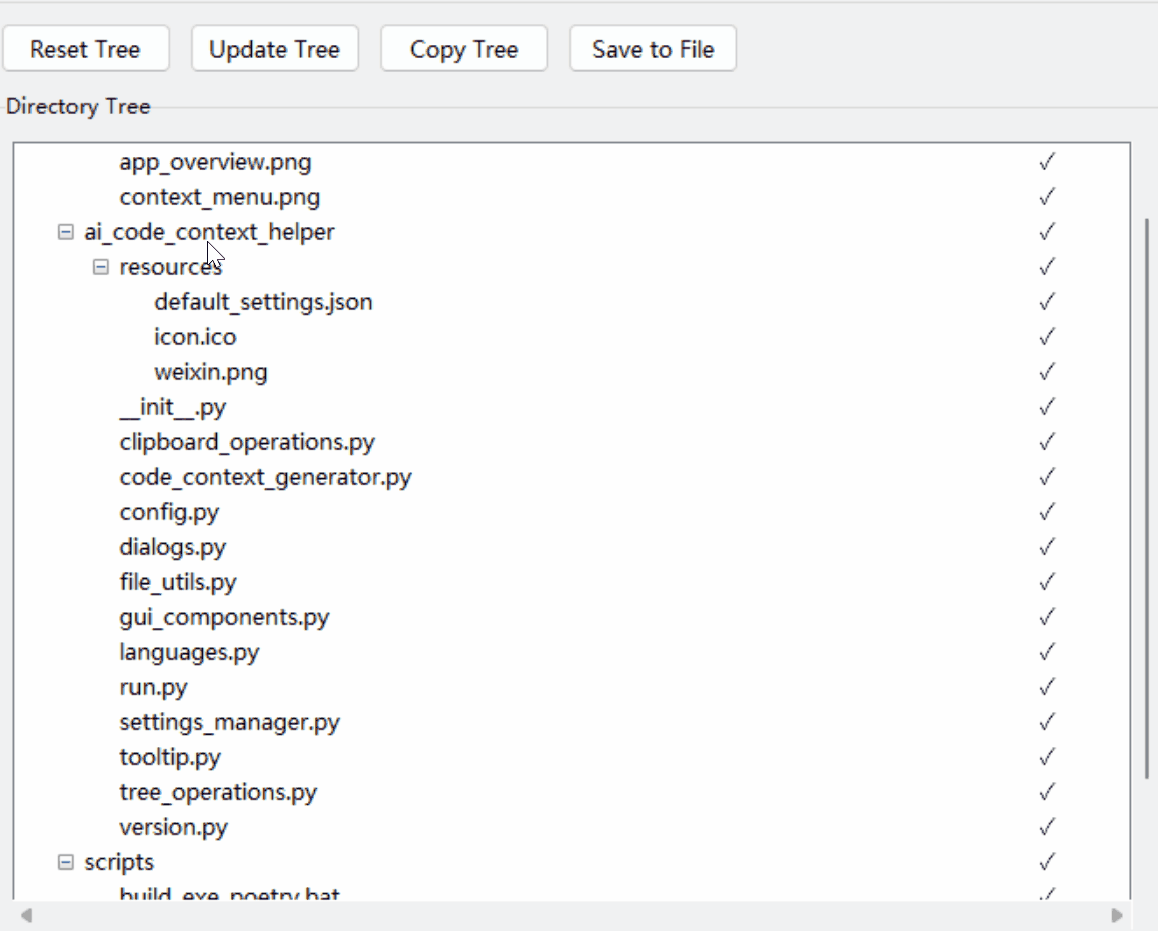 Reset Tree Update Tree Copy Tree Save to File
Directory Tree
app_overview.png ✓
context_menu.png ✓
ai_code_context_helper ✓
resources ✓
default_settings.json ✓
icon.ico ✓
weixin.png ✓
__init__.py ✓
clipboard_operations.py ✓
code_context_generator.py ✓
config.py ✓
dialogs.py ✓
file_utils.py ✓
gui_components.py ✓
languages.py ✓
run.py ✓
settings_manager.py ✓
tooltip.py ✓
tree_operations.py ✓
version.py ✓
scripts ✓
build_exe_poetry.bat ✓